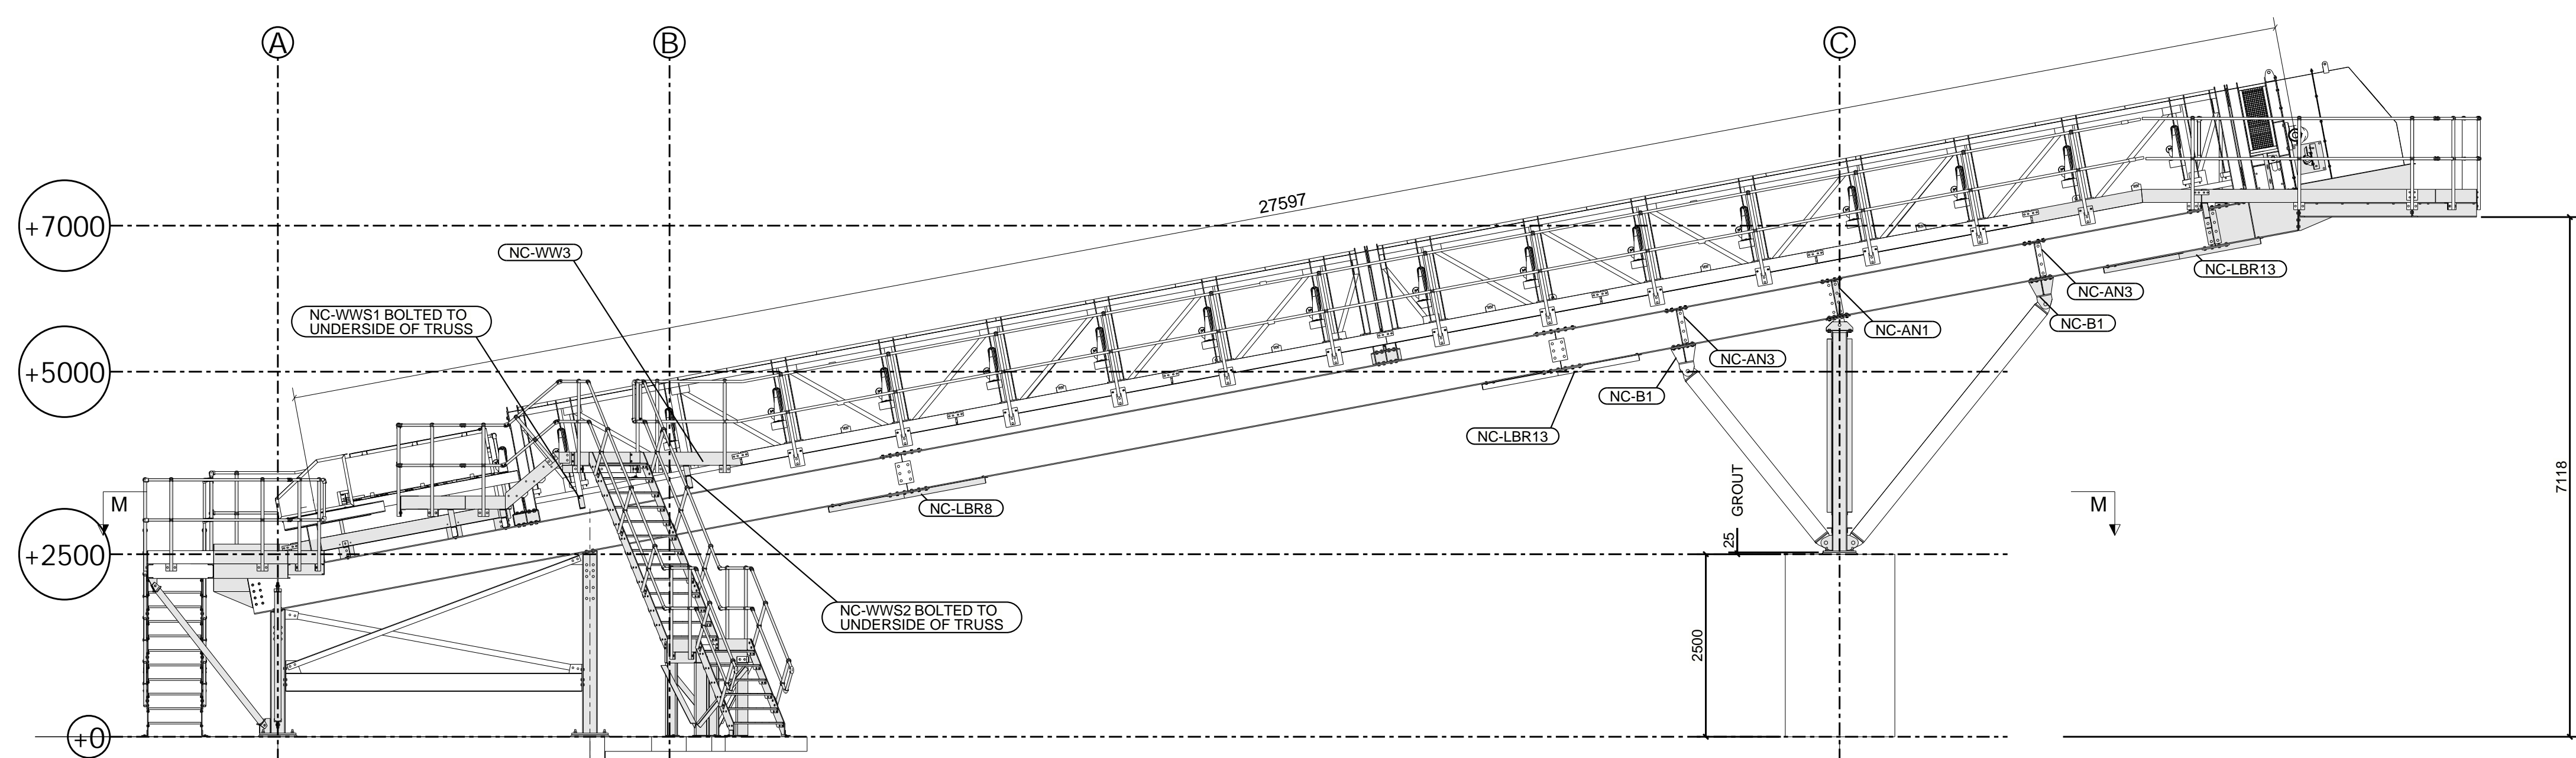 A
B
C
27597
+7000
NC-WW3
NC-LBR13
NC-AN3
NC-WWS1 BOLTED TO
UNDERSIDE OF TRUSS
NC-B1
NC-AN1
NC-AN3
+5000
NC-B1
NC-LBR13
GROUT
7118
M
NC-LBR8
M
25
+2500
NC-WWS2 BOLTED TO
UNDERSIDE OF TRUSS
2500
+0